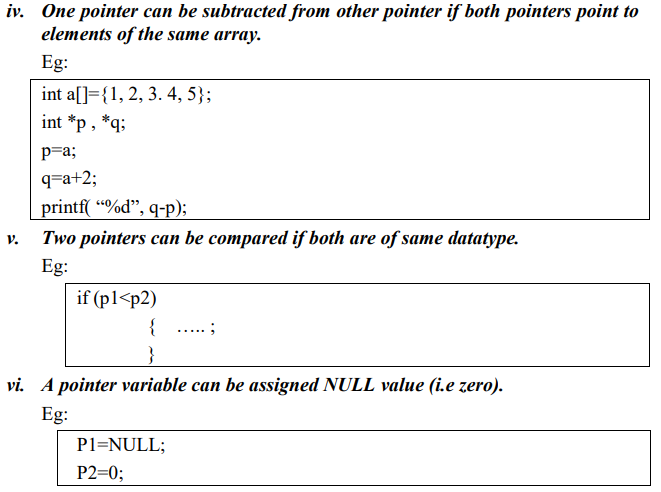 iv. One pointer can be subtracted from other pointer if both pointers point to
elements of the same array.
Eg:
int a[]={1, 2, 3. 4, 5};
int *p , *q;
p=a;
q=a+2;
printf( “%d”, q-p);
v. Two pointers can be compared if both are of same datatype.
Eg:
if (p1<p2)
{ ….. ;
}
vi. A pointer variable can be assigned NULL value (i.e zero).
Eg:
P1=NULL;
P2=0;